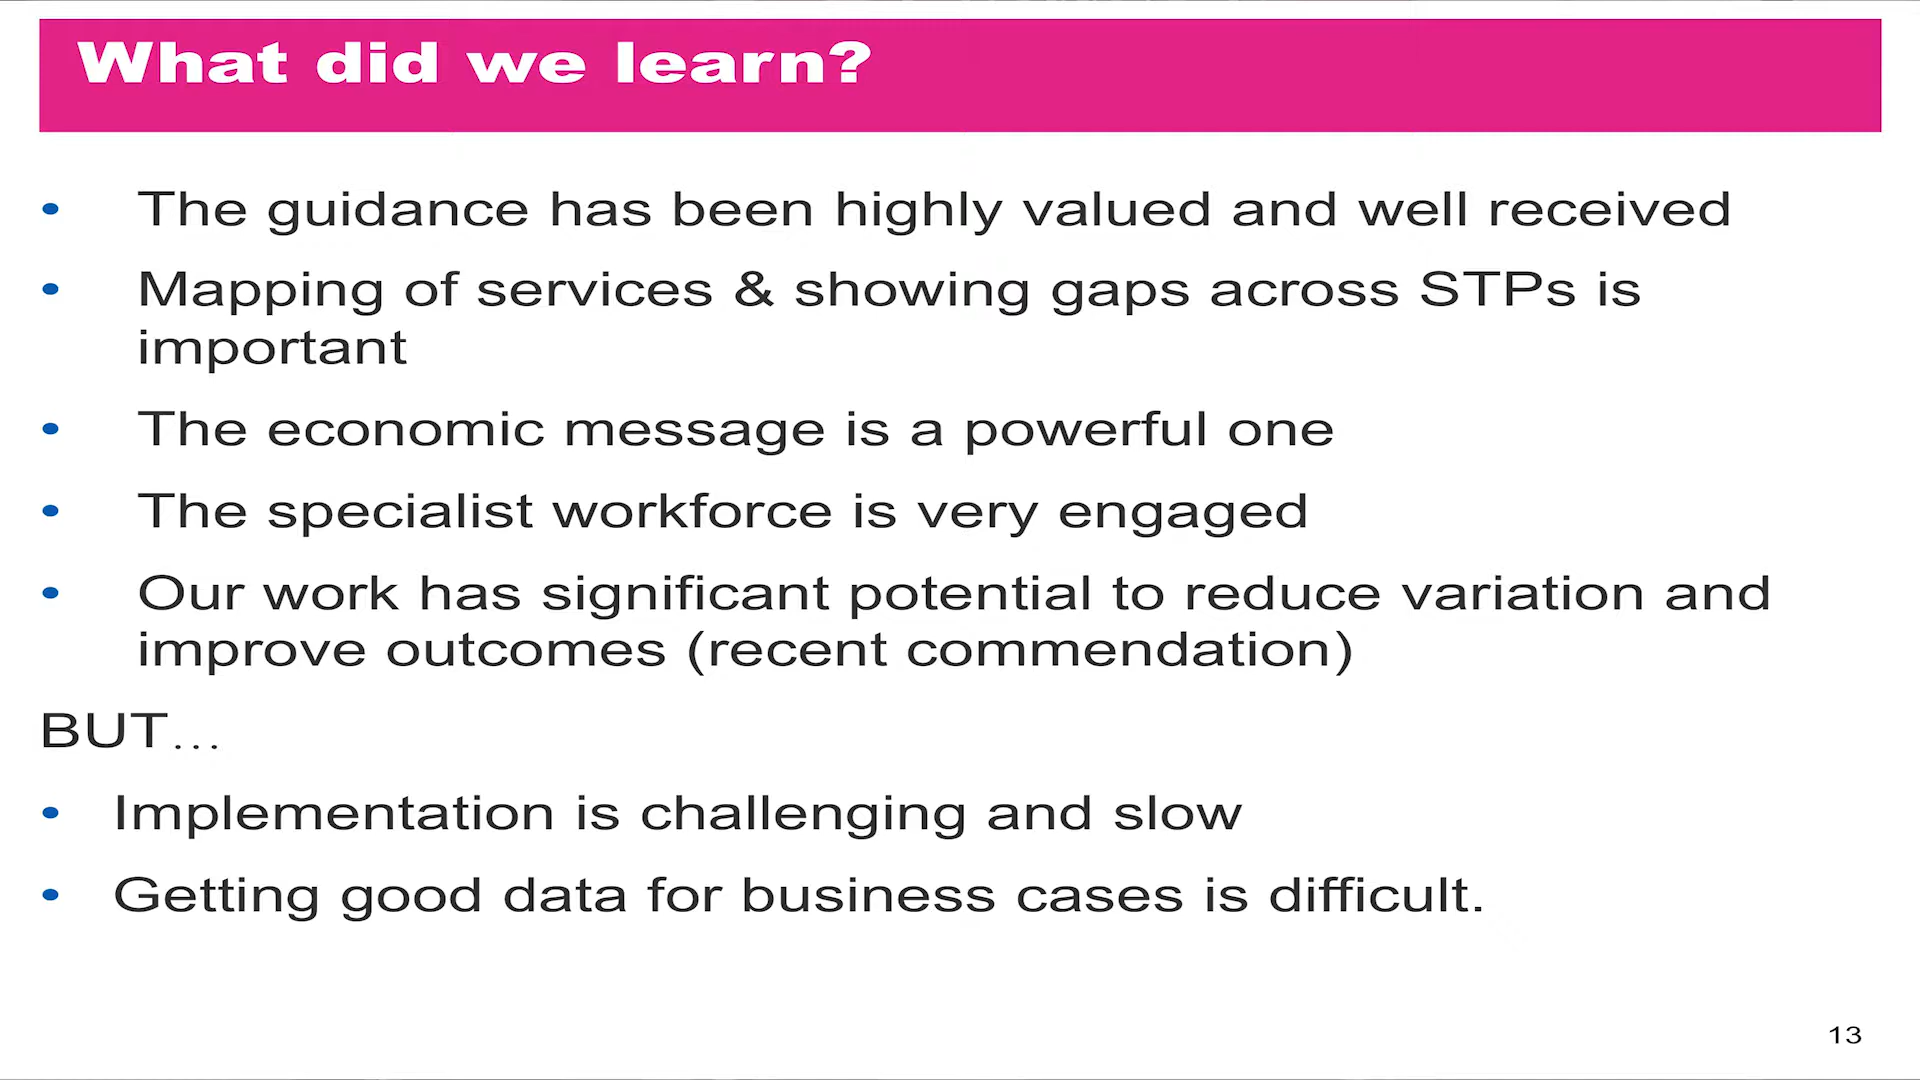 What did we learn?
• The guidance has been highly valued and well received
• Mapping of services & showing gaps across STPs is
important
• The economic message is a powerful one
• The specialist workforce is very engaged
• Our work has significant potential to reduce variation and
improve outcomes (recent commendation)
BUT...
• Implementation is challenging and slow
• Getting good data for business cases is difficult.
13